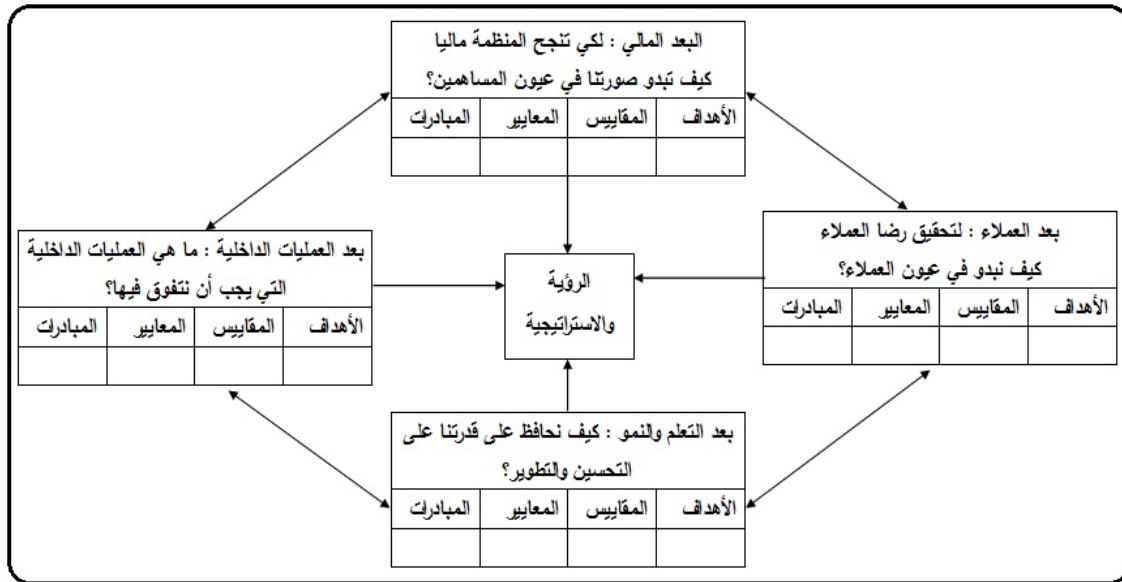 البعد المالي : لكي تنجح المنظمة ماليا
كيف تبدو صورتنا في عيون المساهمين؟
الأهداف المقاييس المعايير المبادرات
بعد العملاء : لتحقيق رضا العملاء
كيف نبدو في عيون العملاء؟
الأهداف المقاييس المعايير المبادرات
الرؤية
والاستراتيجية
بعد العمليات الداخلية : ما هي العمليات الداخلية
التي يجب أن نتفوق فيها؟
الأهداف المقاييس المعايير المبادرات
بعد التعلم والنمو : كيف نحافظ على قدرتنا على
التحسين والتطوير؟
الأهداف المقاييس المعايير المبادرات